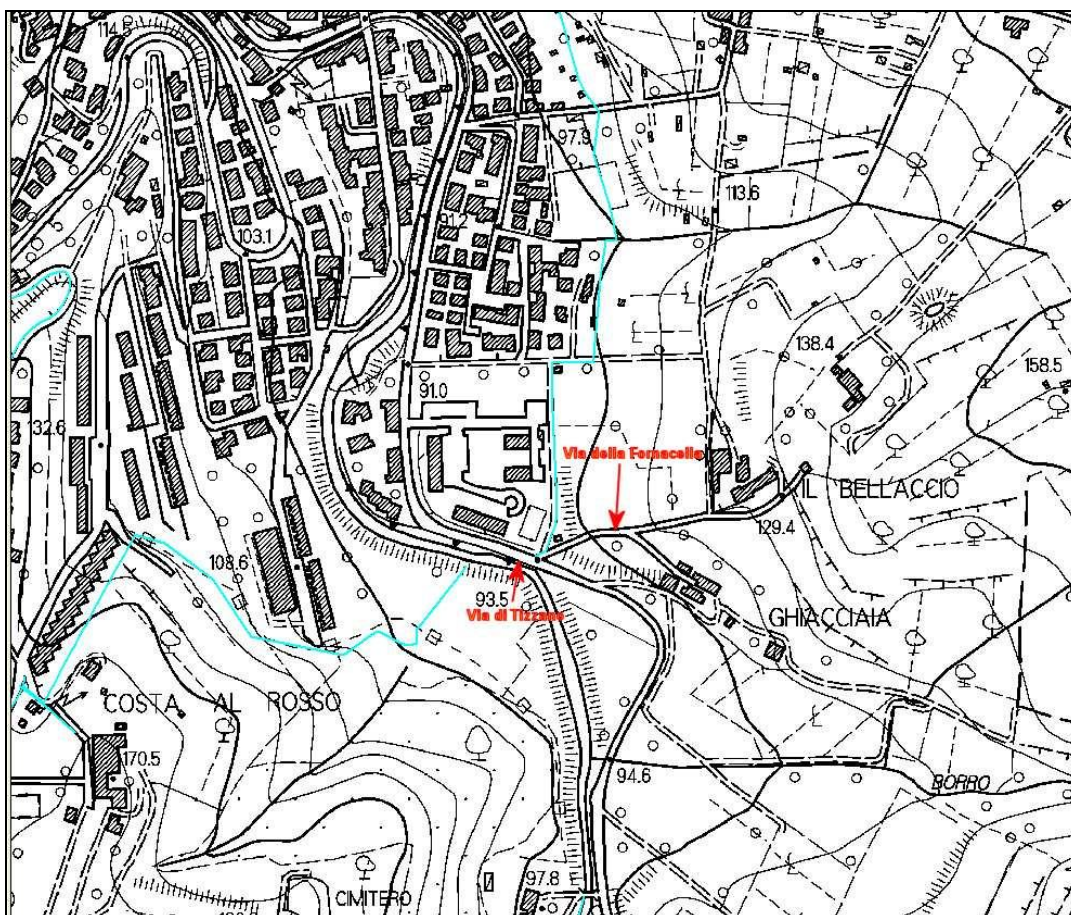 114.5
97.9
91.2
113.6
103.1
138.4
158.5
91.0
132.6
Via della Fornacella
IL BELLACCIO
129.4
108.6
93.5
Via di Tizzano
GHIACCIAIA
COSTA AL ROSSO
170.5
94.6
BORRO
97.8
CIMITERO